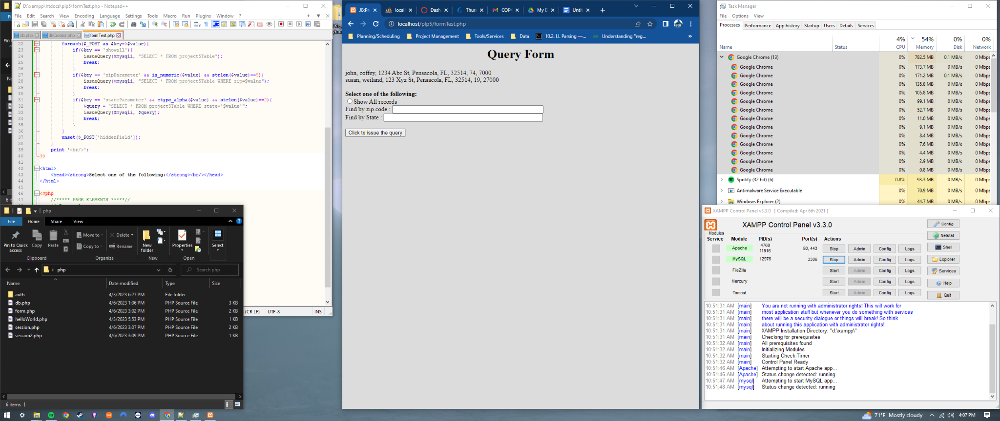 D:\xampp\htdocs\plp5\formTest.php - Notepad++
File Edit Search View Encoding Language Settings Tools Macro Run Plugins Window ?
db.php dbCreator.php formTest.php
22 foreach($_POST as $key=>$value){
23 if($key == 'showall'){
24 issueQuery($mysqli, "SELECT * FROM project5Table");
25 break;
26 }
27 if($key == 'zipParameter' && is_numeric($value) && strlen($value)==5){
28 issueQuery($mysqli, "SELECT * FROM project5Table WHERE zip=$value");
29 break;
30 }
31 if($key == 'stateParameter' && ctype_alpha($value) && strlen($value)==2){
32 $query = "SELECT * FROM project5Table WHERE state='$value'";
33 issueQuery($mysqli, $query);
34 break;
35 }
36 }
37 unset($_POST['hiddenField']);
38 }
39 print '<br/>';
40 ?>
41
42 <html>
43 <head><strong>Select one of the following:</strong><br/></head>
44 </html>
45
46 <?php
47 //***** PAGE ELEMENTS *****//
(CR LF) UTF-8 INS
php
File Home Share View
Pin to Quick access
Copy
Paste
Move to
Copy to
Delete
Rename
New folder
Properties
Select
Clipboard Organize New Open
php
Search php
Name Date modified Type Size
auth 4/3/2023 6:27 PM File folder
db.php 4/6/2023 1:06 PM PHP Source File 3 KB
form.php 4/6/2023 3:02 PM PHP Source File 2 KB
helloWorld.php 4/3/2023 5:53 PM PHP Source File 1 KB
session.php 4/6/2023 3:07 PM PHP Source File 2 KB
session2.php 4/6/2023 3:09 PM PHP Source File 1 KB
6 items
JB:Pr locall Dash Thurs COP My D Untit
localhost/plp5/formTest.php
Planning/Scheduling Project Management Tools/Services Data 10.2. LL Parsing —... Understanding "reg...
Query Form
john, coffey, 1234 Abc St, Pensacola, FL, 32514, 74, 7000
susan, weiland, 123 Xyz St, Pensacola, FL, 32514, 19, 27000
Select one of the following:
Show All records
Find by zip code :
Find by State :
Click to issue the query
Task Manager
File Options View
Processes Performance App history Startup Users Details Services
4% 54% 0% 0%
Name Status CPU Memory Disk Network
Google Chrome (13) 0% 782.5 MB 0.1 MB/s 0 Mbps
Google Chrome 0% 173.7 MB 0 MB/s 0 Mbps
Google Chrome 0% 171.2 MB 0.1 MB/s 0 Mbps
Google Chrome 0% 135.8 MB 0 MB/s 0 Mbps
Google Chrome 0% 105.8 MB 0 MB/s 0 Mbps
Google Chrome 0% 99.1 MB 0 MB/s 0 Mbps
Google Chrome 0% 52.7 MB 0 MB/s 0 Mbps
Google Chrome 0% 11.0 MB 0 MB/s 0 Mbps
Google Chrome 0% 9.1 MB 0 MB/s 0 Mbps
Google Chrome 0% 8.4 MB 0 MB/s 0 Mbps
Google Chrome 0% 7.6 MB 0 MB/s 0 Mbps
Google Chrome 0% 4.4 MB 0 MB/s 0 Mbps
Google Chrome 0% 2.9 MB 0 MB/s 0 Mbps
Google Chrome 0% 0.8 MB 0 MB/s 0 Mbps
Spotify (32 bit) (6) 0.8% 93.3 MB 0 MB/s 0 Mbps
Antimalware Service Executable 0% 70.9 MB 0 MB/s 0 Mbps
Windows Explorer (2) 0% 44.7 MB 0 MB/s 0 Mbps
XAMPP Control Panel v3.3.0 [ Compiled: Apr 6th 2021 ]
XAMPP Control Panel v3.3.0
Modules
Service Module PID(s) Port(s) Actions
Apache 4768 11916 80, 443 Stop Admin Config Logs
MySQL 12976 3306 Stop Admin Config Logs
FileZilla Start Admin Config Logs
Mercury Start Admin Config Logs
Tomcat Start Admin Config Logs
Config
Netstat
Shell
Explorer
Services
Help
Quit
10:51:31 AM [main] You are not running with administrator rights! This will work for
10:51:31 AM [main] most application stuff but whenever you do something with services
10:51:31 AM [main] there will be a security dialogue or things will break! So think
10:51:31 AM [main] about running this application with administrator rights!
10:51:31 AM [main] XAMPP Installation Directory: "d:\xampp\"
10:51:31 AM [main] Checking for prerequisites
10:51:32 AM [main] All prerequisites found
10:51:32 AM [main] Initializing Modules
10:51:32 AM [main] Starting Check-Timer
10:51:32 AM [main] Control Panel Ready
10:51:46 AM [Apache] Attempting to start Apache app...
10:51:46 AM [Apache] Status change detected: running
10:51:47 AM [mysql] Attempting to start MySQL app...
10:51:48 AM [mysql] Status change detected: running
71°F Mostly cloudy 4:07 PM